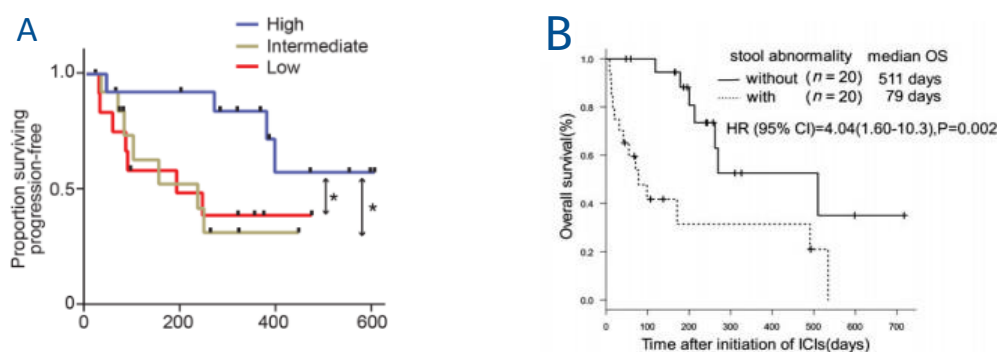 A
High
Intermediate
Low
Proportion surviving
progression-free
1.0
0.5
0
*
*
0
200
400
600
B
stool abnormality median OS
without (n = 20) 511 days
with (n = 20) 79 days
HR (95% CI)=4.04(1.60-10.3),P=0.002
Overall survival(%)
1.0
0.8
0.6
0.4
0.2
0.0
0 100 200 300 400 500 600 700
Time after initiation of ICIs(days)